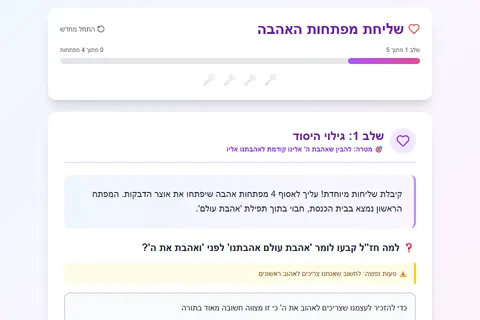 שליחת מפתחות האהבה
התחל מחדש
שלב 1 מתוך 5
0 מתוך 4 מפתחות
שלב 1: גילוי היסוד
מטרה: להבין שאהבת ה' אלינו קודמת לאהבתנו אליו
קיבלת שליחות מיוחדת! עליך לאסוף 4 מפתחות אהבה שיפתחו את אוצר הדבקות. המפתח
הראשון נמצא בבית הכנסת, חבוי בתוך תפילת 'אהבת עולם'.
למה חז"ל קבעו לומר 'אהבת עולם אהבתנו' לפני 'ואהבת את ה'?
טעות נפוצה: לחשוב שאנחנו צריכים לאהוב ראשונים
כדי להזכיר לעצמנו שצריכים לאהוב את ה' כי זו מצווה חשובה מאוד בתורה